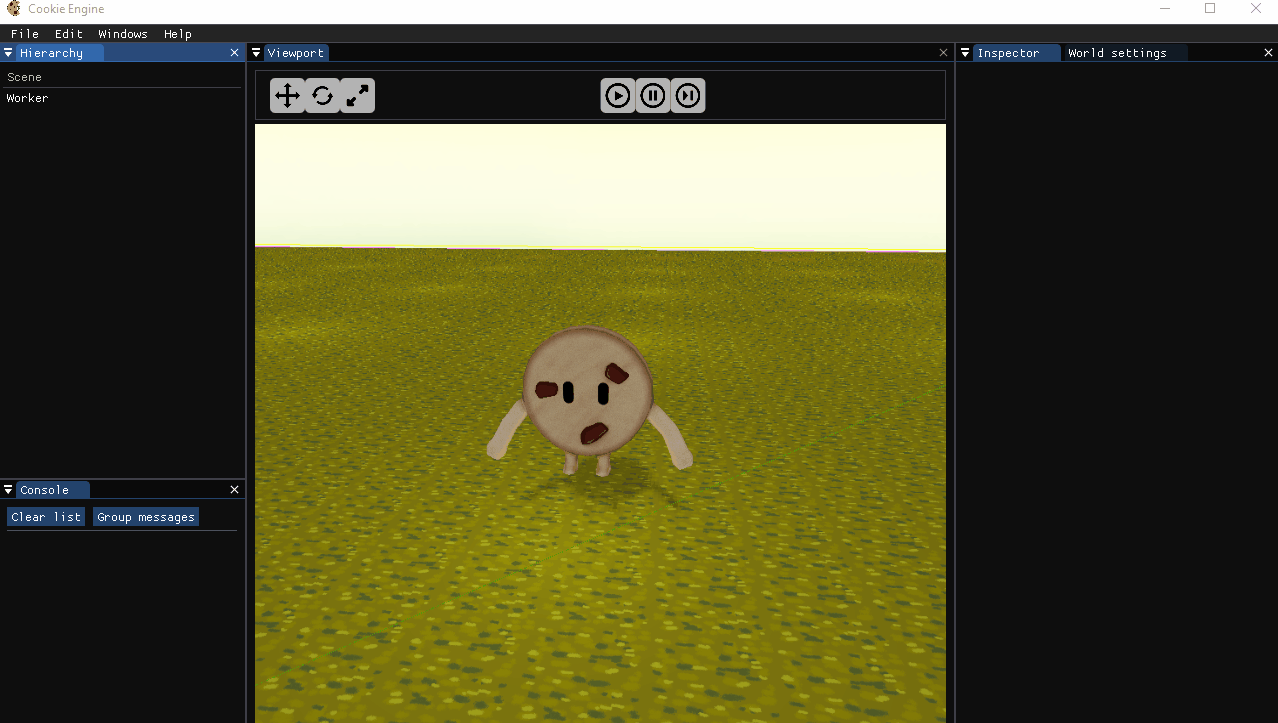 Cookie Engine
File Edit Windows Help
Hierarchy
Scene
Worker
Console
Clear list Group messages
Viewport
Inspector World settings